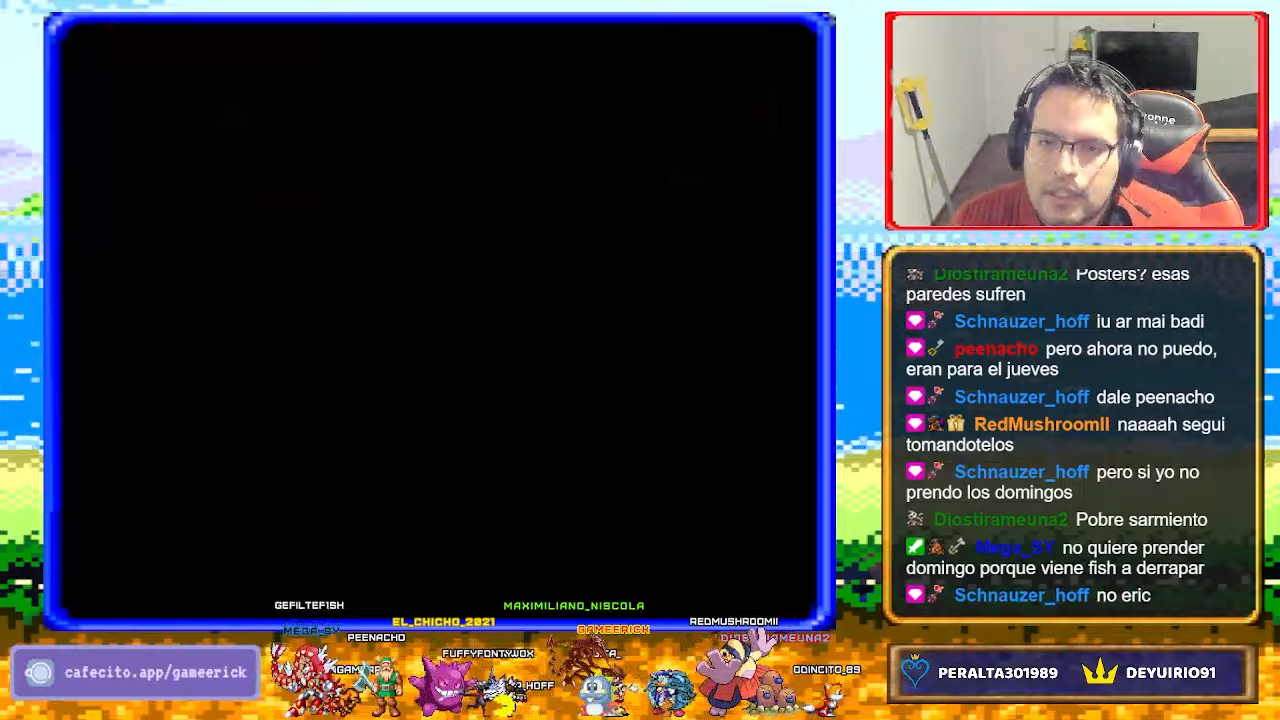 vonne
Diostirameuna2 Posters? esas
paredes sufren
Schnauzer_hoff iu ar mai badi
peenacho pero ahora no puedo,
eran para el jueves
Schnauzer_hoff dale peenacho
RedMushroomII naaaah segui
tomandotelos
Schnauzer_hoff pero si yo no
prendo los domingos
Diostirameuna2 Pobre sarmiento
Mega_SY no quiere prender
domingo porque viene fish a derrapar
Schnauzer_hoff no eric
GEFILTEF1SH
MAXIMILIANO_NISCOLA
EL_CHICHO_2021
REDMUSHROOMII
MEGA_SY
GAMEERICK
PEENACHO
FUFFYFONTYWOX
ODINCITO_89
cafecito.app/gameerick
PERALTA301989
DEYUIRIO91